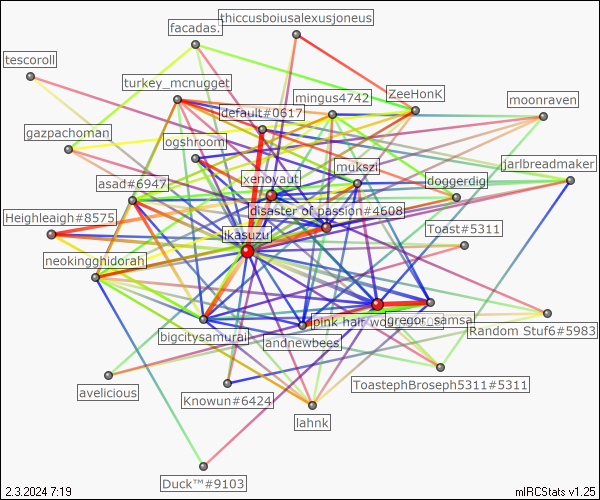 thiccusboiusalexusjoneus
facadas.
tescoroll
turkey_mcnugget
mingus4742
ZeeHonK
moonraven
default#0617
gazpachoman
ogshroom
mukszi
jarlbreadmaker
xenoyaut
doggerdig
asad#6947
disaster of passion#4608
Heighleaigh#8575
ikasuzu
Toast#5311
neokingghidorah
pink hair
gregor_samsa
Random Stuf6#5983
bigcitysamurai
andnewbees
ToastephBroseph5311#5311
avelicious
Knowun#6424
lahnk
Duck™#9103
2.3.2024 7:19
mIRCStats v1.25